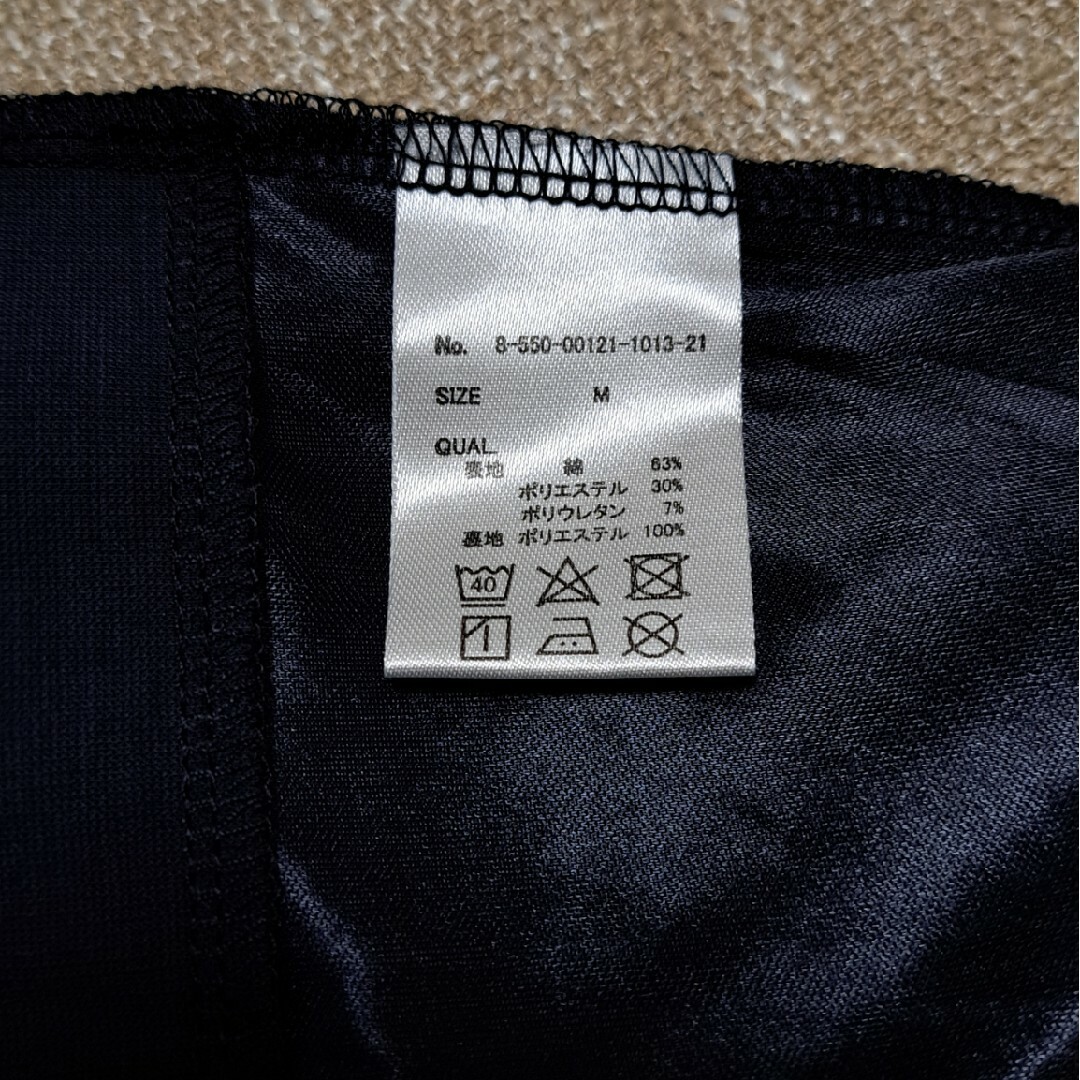 No. 8-550-00121-1013-21
SIZE M
QUAL.
表地 綿 63%
ポリエステル 30%
ポリウレタン 7%
裏地 ポリエステル 100%
40